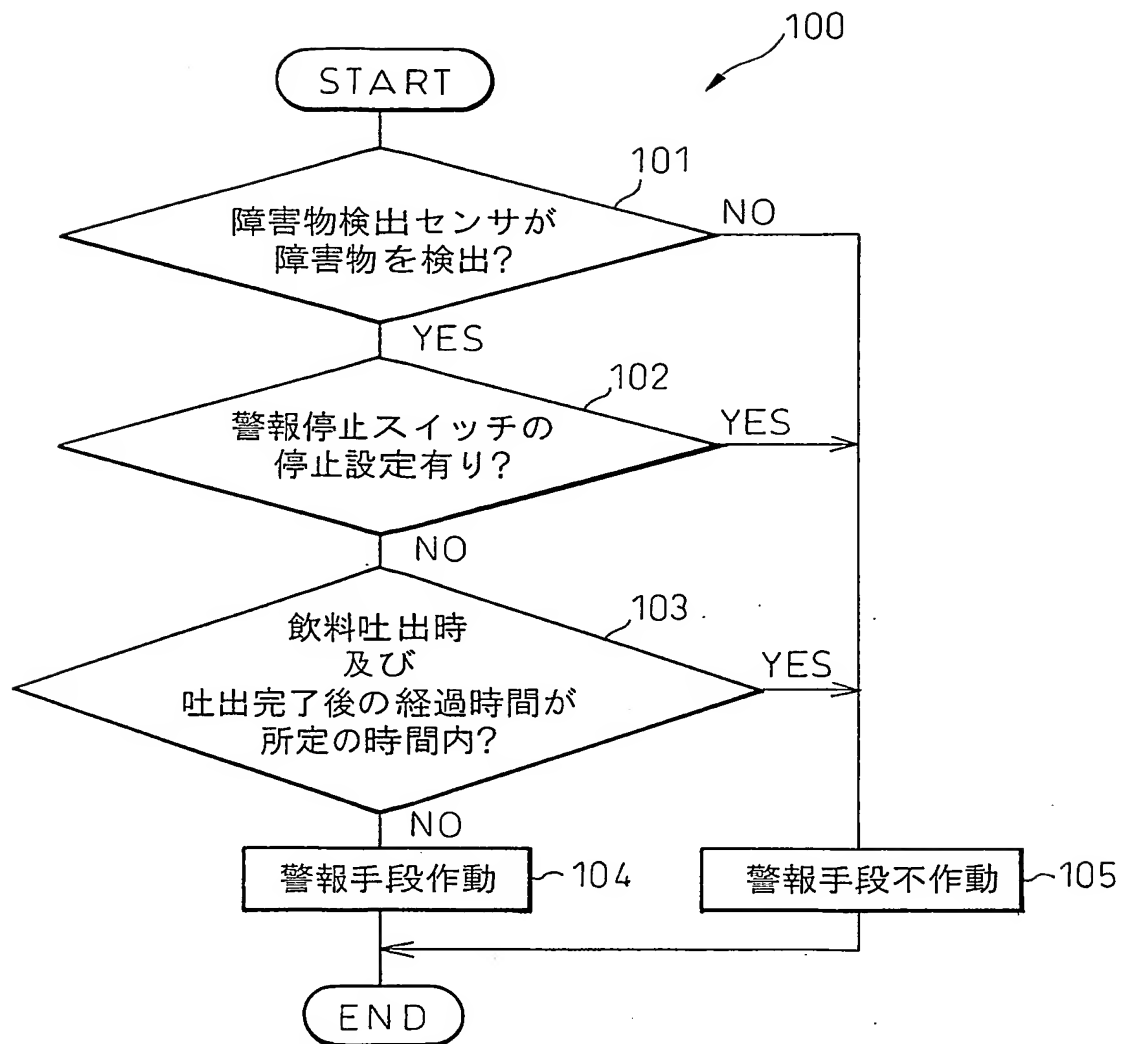 100
START
101
障害物検出センサが
障害物を検出?
NO
YES
102
警報停止スイッチの
停止設定有り?
YES
NO
103
飲料吐出時
及び
吐出完了後の経過時間が
所定の時間内?
YES
NO
警報手段作動
104
警報手段不作動
105
END